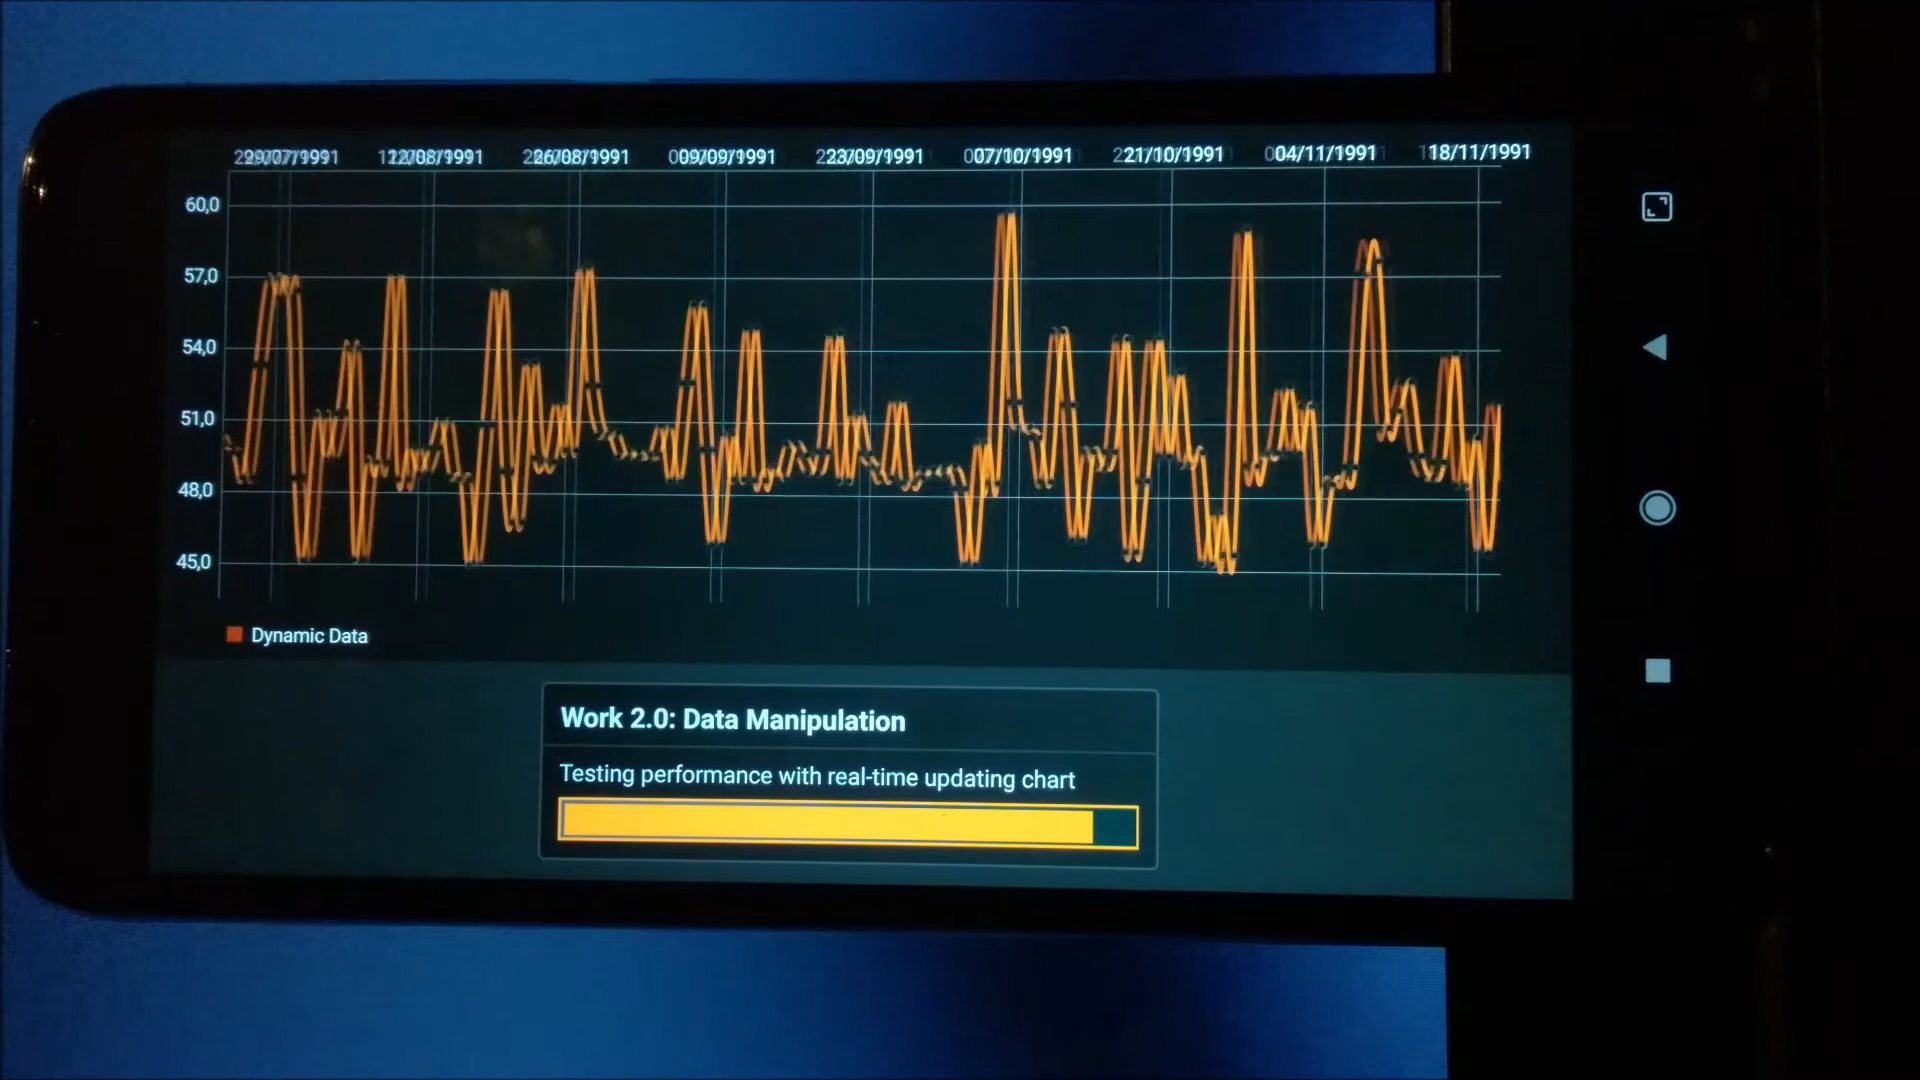 29/07/1991 12/08/1991 26/08/1991 09/09/1991 23/09/1991 07/10/1991 21/10/1991 04/11/1991 18/11/1991
60,0
57,0
54,0
51,0
48,0
45,0
Dynamic Data
Work 2.0: Data Manipulation
Testing performance with real-time updating chart